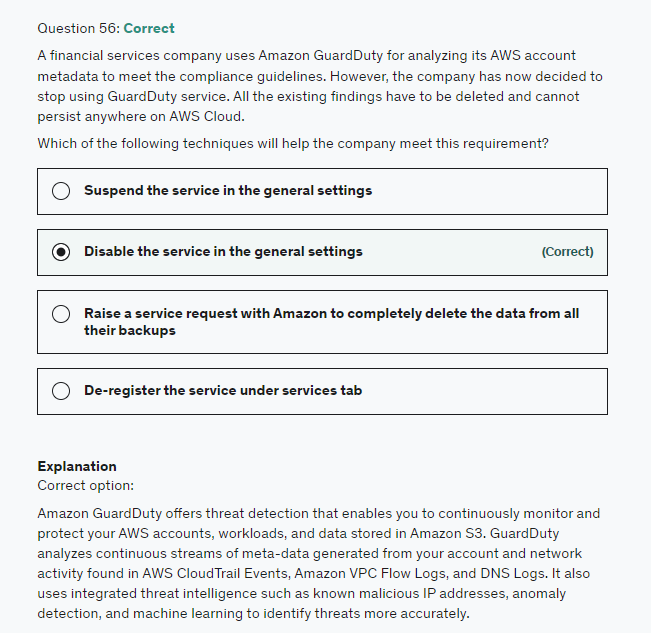 Question 56: Correct
A financial services company uses Amazon GuardDuty for analyzing its AWS account
metadata to meet the compliance guidelines. However, the company has now decided to
stop using GuardDuty service. All the existing findings have to be deleted and cannot
persist anywhere on AWS Cloud.
Which of the following techniques will help the company meet this requirement?
Suspend the service in the general settings
Disable the service in the general settings (Correct)
Raise a service request with Amazon to completely delete the data from all
their backups
De-register the service under services tab
Explanation
Correct option:
Amazon GuardDuty offers threat detection that enables you to continuously monitor and
protect your AWS accounts, workloads, and data stored in Amazon S3. GuardDuty
analyzes continuous streams of meta-data generated from your account and network
activity found in AWS CloudTrail Events, Amazon VPC Flow Logs, and DNS Logs. It also
uses integrated threat intelligence such as known malicious IP addresses, anomaly
detection, and machine learning to identify threats more accurately.